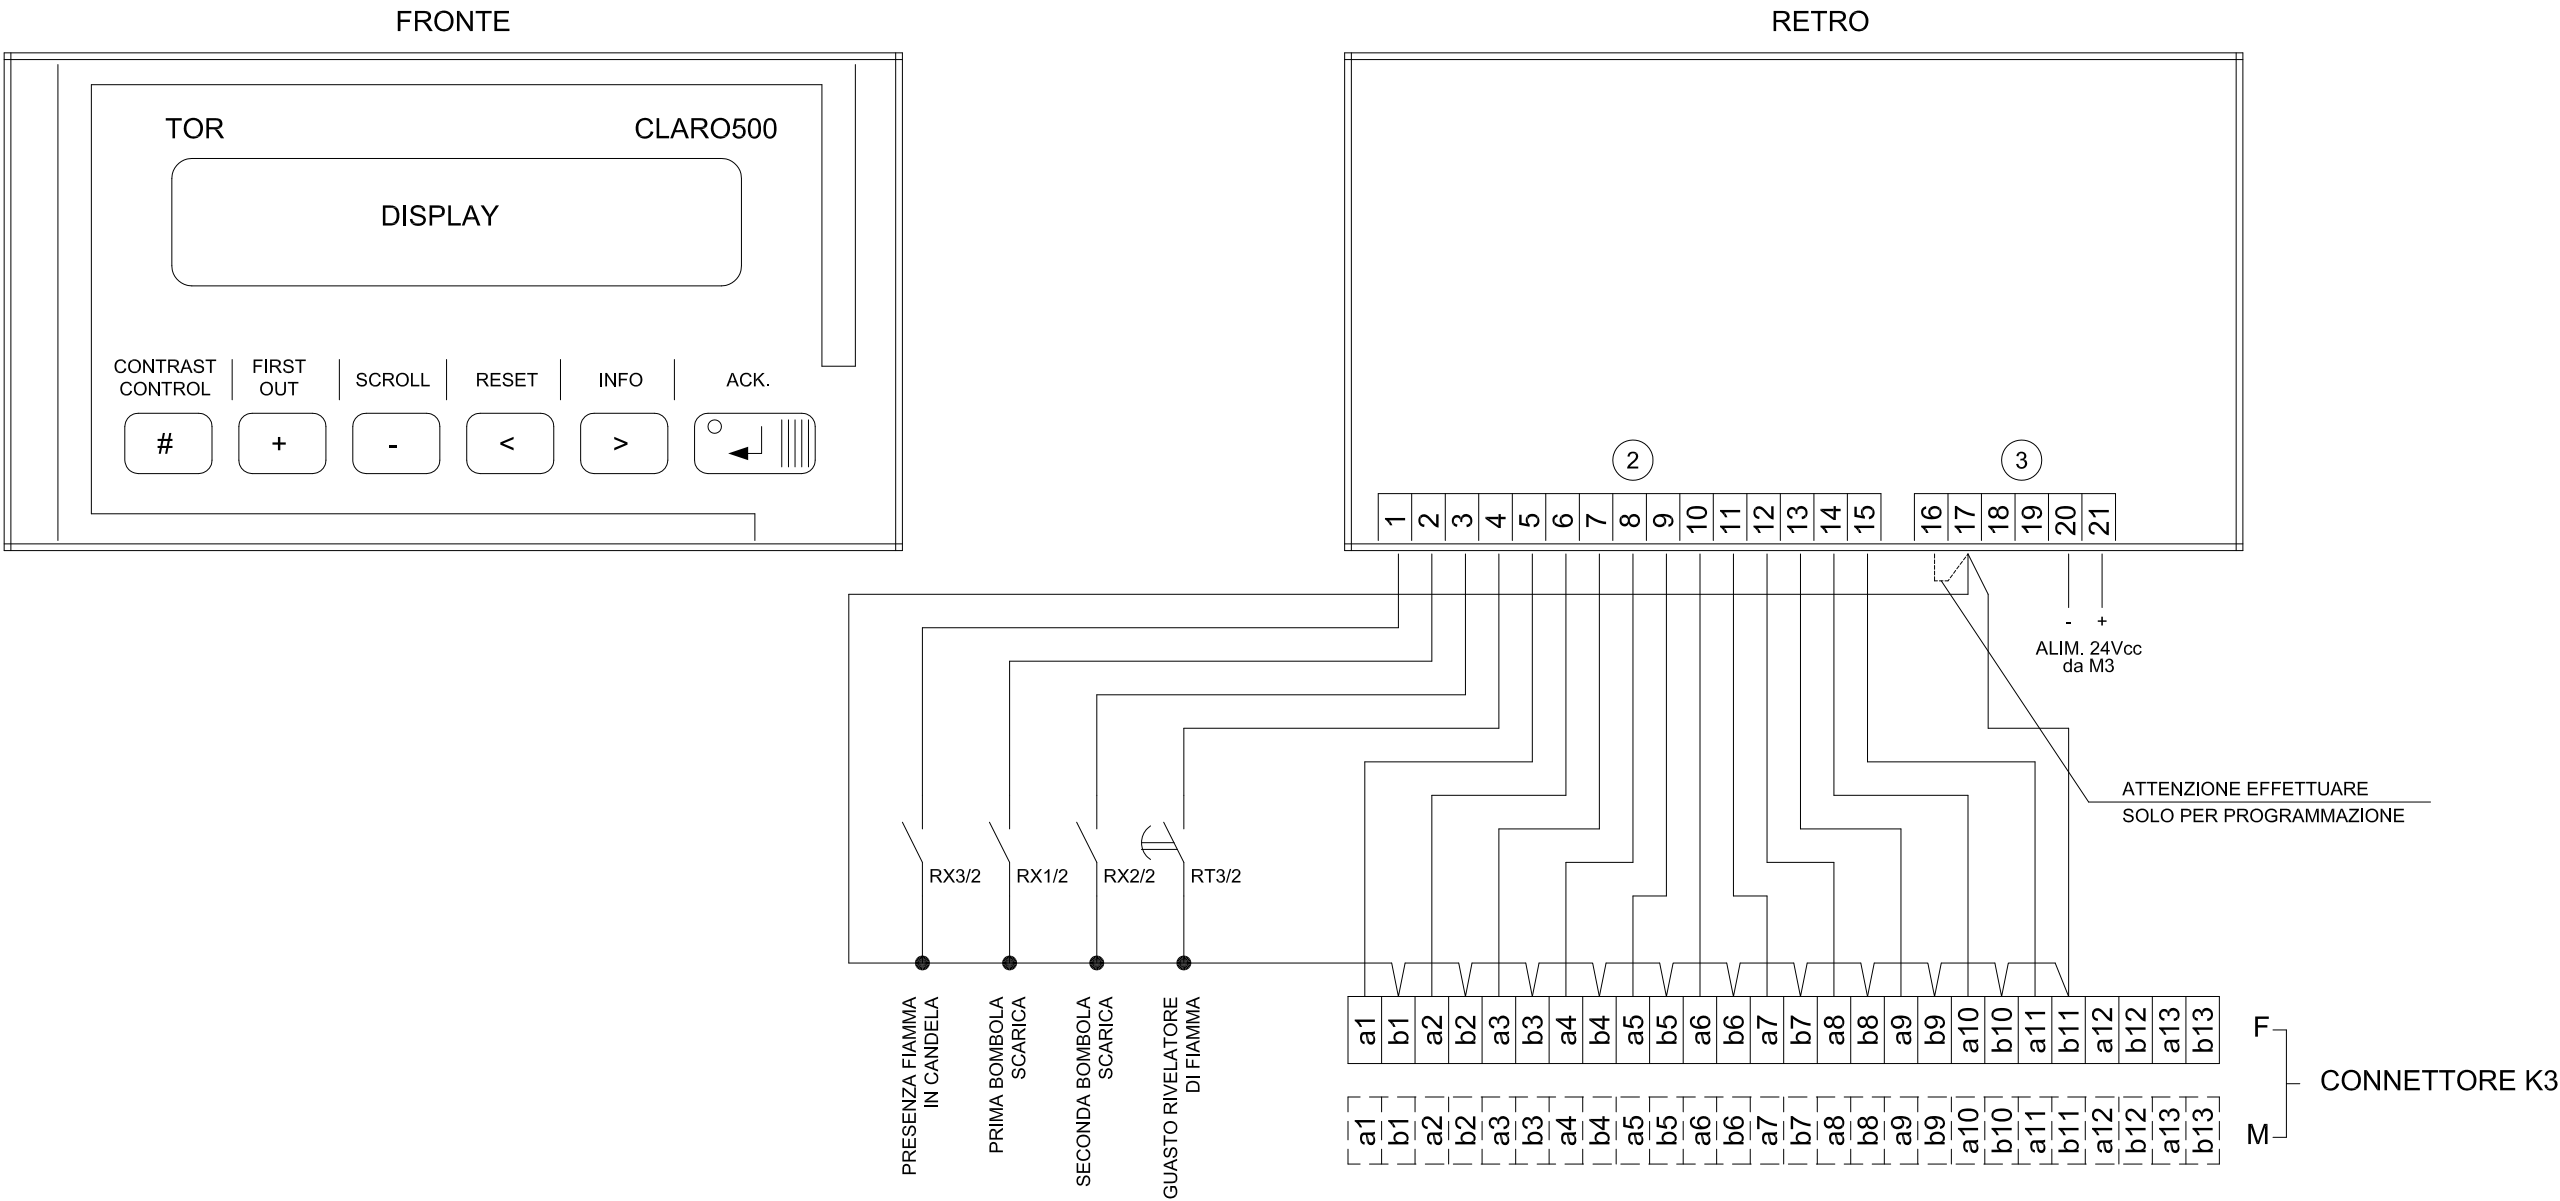 FRONTE
TOR CLARO500
DISPLAY
CONTRAST
CONTROL
FIRST
OUT
SCROLL
RESET
INFO
ACK.
# + - < >
RETRO
2 3
1 2 3 4 5 6 7 8 9 10 11 12 13 14 15 16 17 18 19 20 21
- +
ALIM. 24Vcc
da M3
ATTENZIONE EFFETTUARE
SOLO PER PROGRAMMAZIONE
RX3/2 RX1/2 RX2/2 RT3/2
PRESENZA FIAMMA
IN CANDELA
PRIMA BOMBOLA
SCARICA
SECONDA BOMBOLA
SCARICA
GUASTO RIVELATORE
DI FIAMMA
a1 b1 a2 b2 a3 b3 a4 b4 a5 b5 a6 b6 a7 b7 a8 b8 a9 b9 a10 b10 a11 b11 a12 b12 a13 b13
F
CONNETTORE K3
a1 b1 a2 b2 a3 b3 a4 b4 a5 b5 a6 b6 a7 b7 a8 b8 a9 b9 a10 b10 a11 b11 a12 b12 a13 b13
M